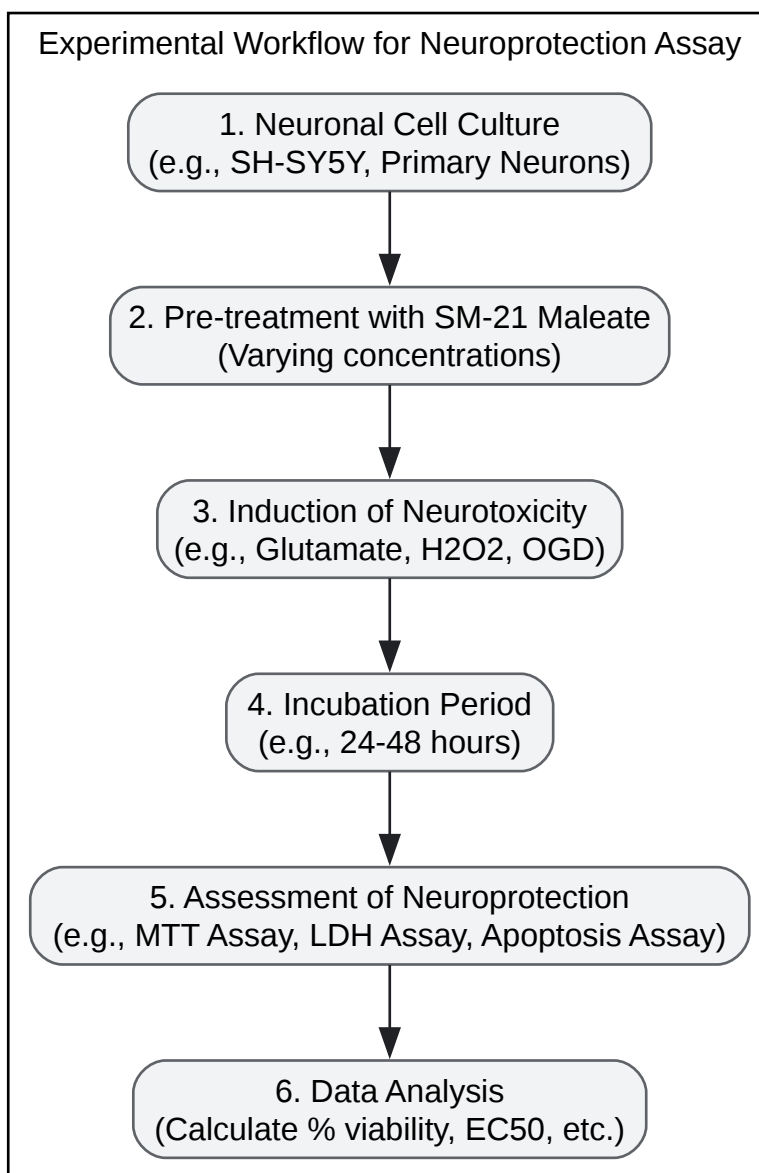 Experimental Workflow for Neuroprotection Assay
1. Neuronal Cell Culture
(e.g., SH-SY5Y, Primary Neurons)
2. Pre-treatment with SM-21 Maleate
(Varying concentrations)
3. Induction of Neurotoxicity
(e.g., Glutamate, H2O2, OGD)
4. Incubation Period
(e.g., 24-48 hours)
5. Assessment of Neuroprotection
(e.g., MTT Assay, LDH Assay, Apoptosis Assay)
6. Data Analysis
(Calculate % viability, EC50, etc.)